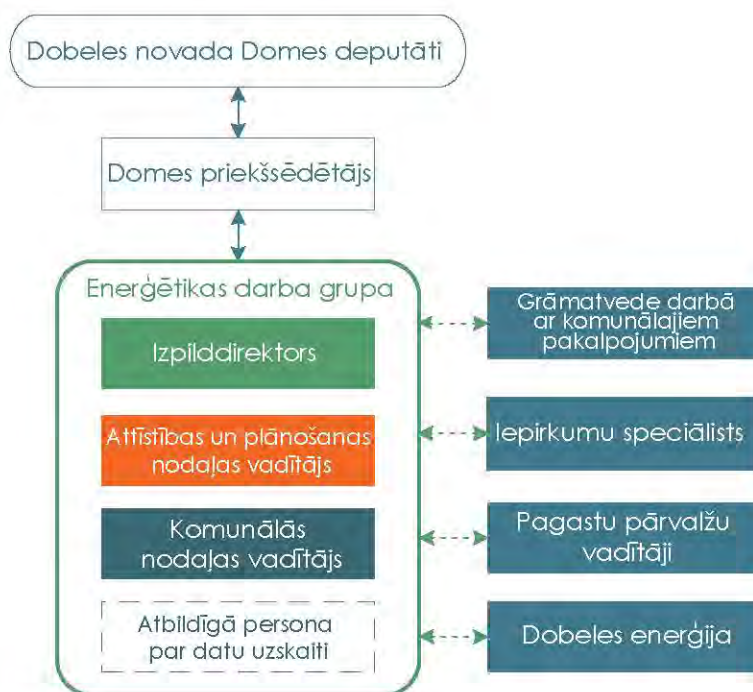 Dobeles novada Domes deputāti
Domes priekšsēdētājs
Enerģētikas darba grupa
Izpilddirektors
Attīstības un plānošanas
nodaļas vadītājs
Komunālās
nodaļas vadītājs
Atbildīgā persona
par datu uzskaiti
Grāmatvede darbā
ar komunālajiem
pakalpojumiem
Iepirkumu speciālists
Pagastu pārvalžu
vadītāji
Dobeles enerģija